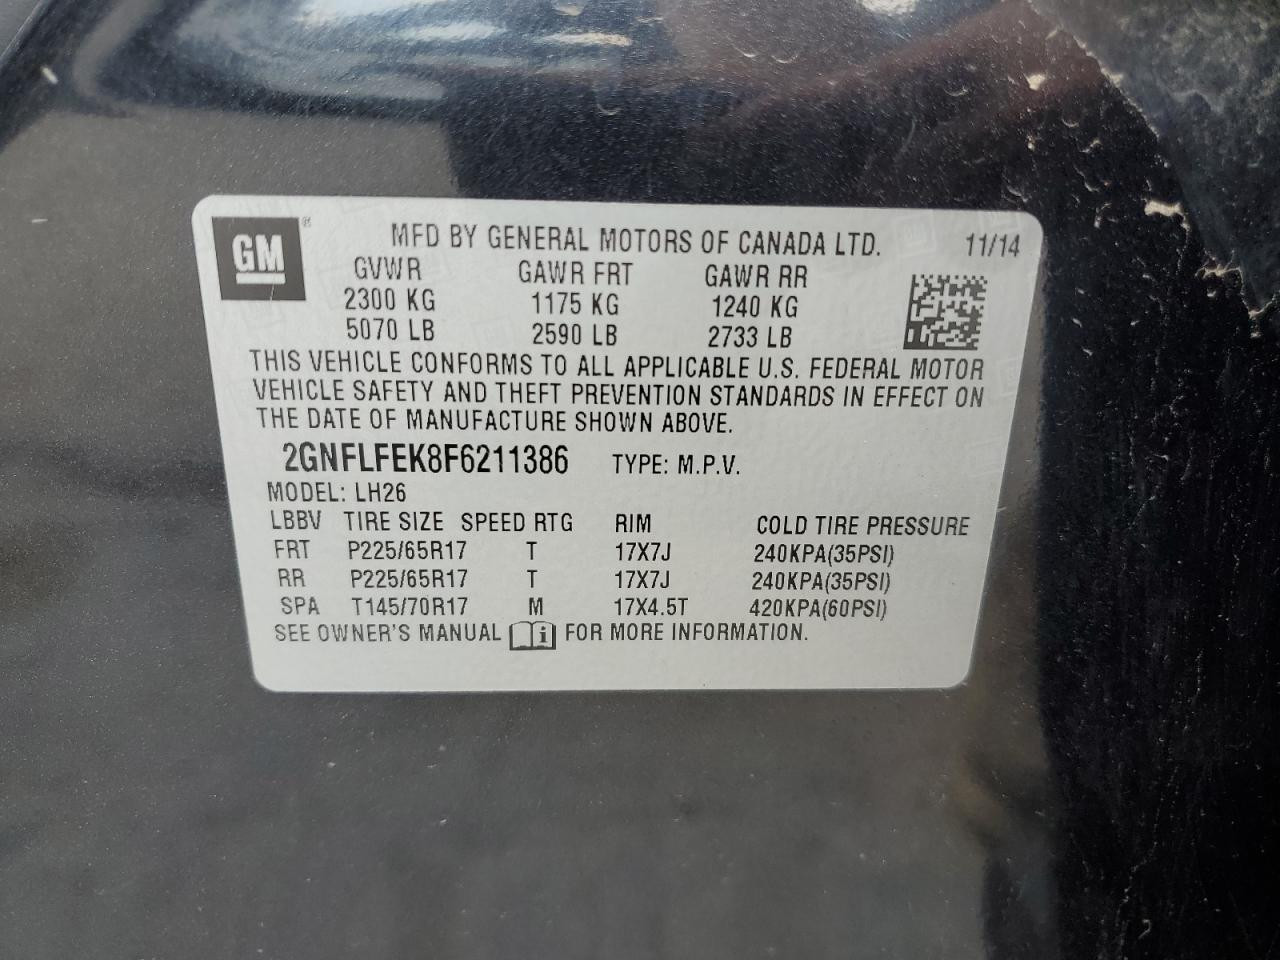 GM ® MFD BY GENERAL MOTORS OF CANADA LTD. 11/14
GVWR GAWR FRT GAWR RR
2300 KG 1175 KG 1240 KG
5070 LB 2590 LB 2733 LB
THIS VEHICLE CONFORMS TO ALL APPLICABLE U.S. FEDERAL MOTOR
VEHICLE SAFETY AND THEFT PREVENTION STANDARDS IN EFFECT ON
THE DATE OF MANUFACTURE SHOWN ABOVE.
2GNFLFEK8F6211386 TYPE: M.P.V.
MODEL: LH26
LBBV TIRE SIZE SPEED RTG RIM COLD TIRE PRESSURE
FRT P225/65R17 T 17X7J 240KPA(35PSI)
RR P225/65R17 T 17X7J 240KPA(35PSI)
SPA T145/70R17 M 17X4.5T 420KPA(60PSI)
SEE OWNER'S MANUAL i FOR MORE INFORMATION.